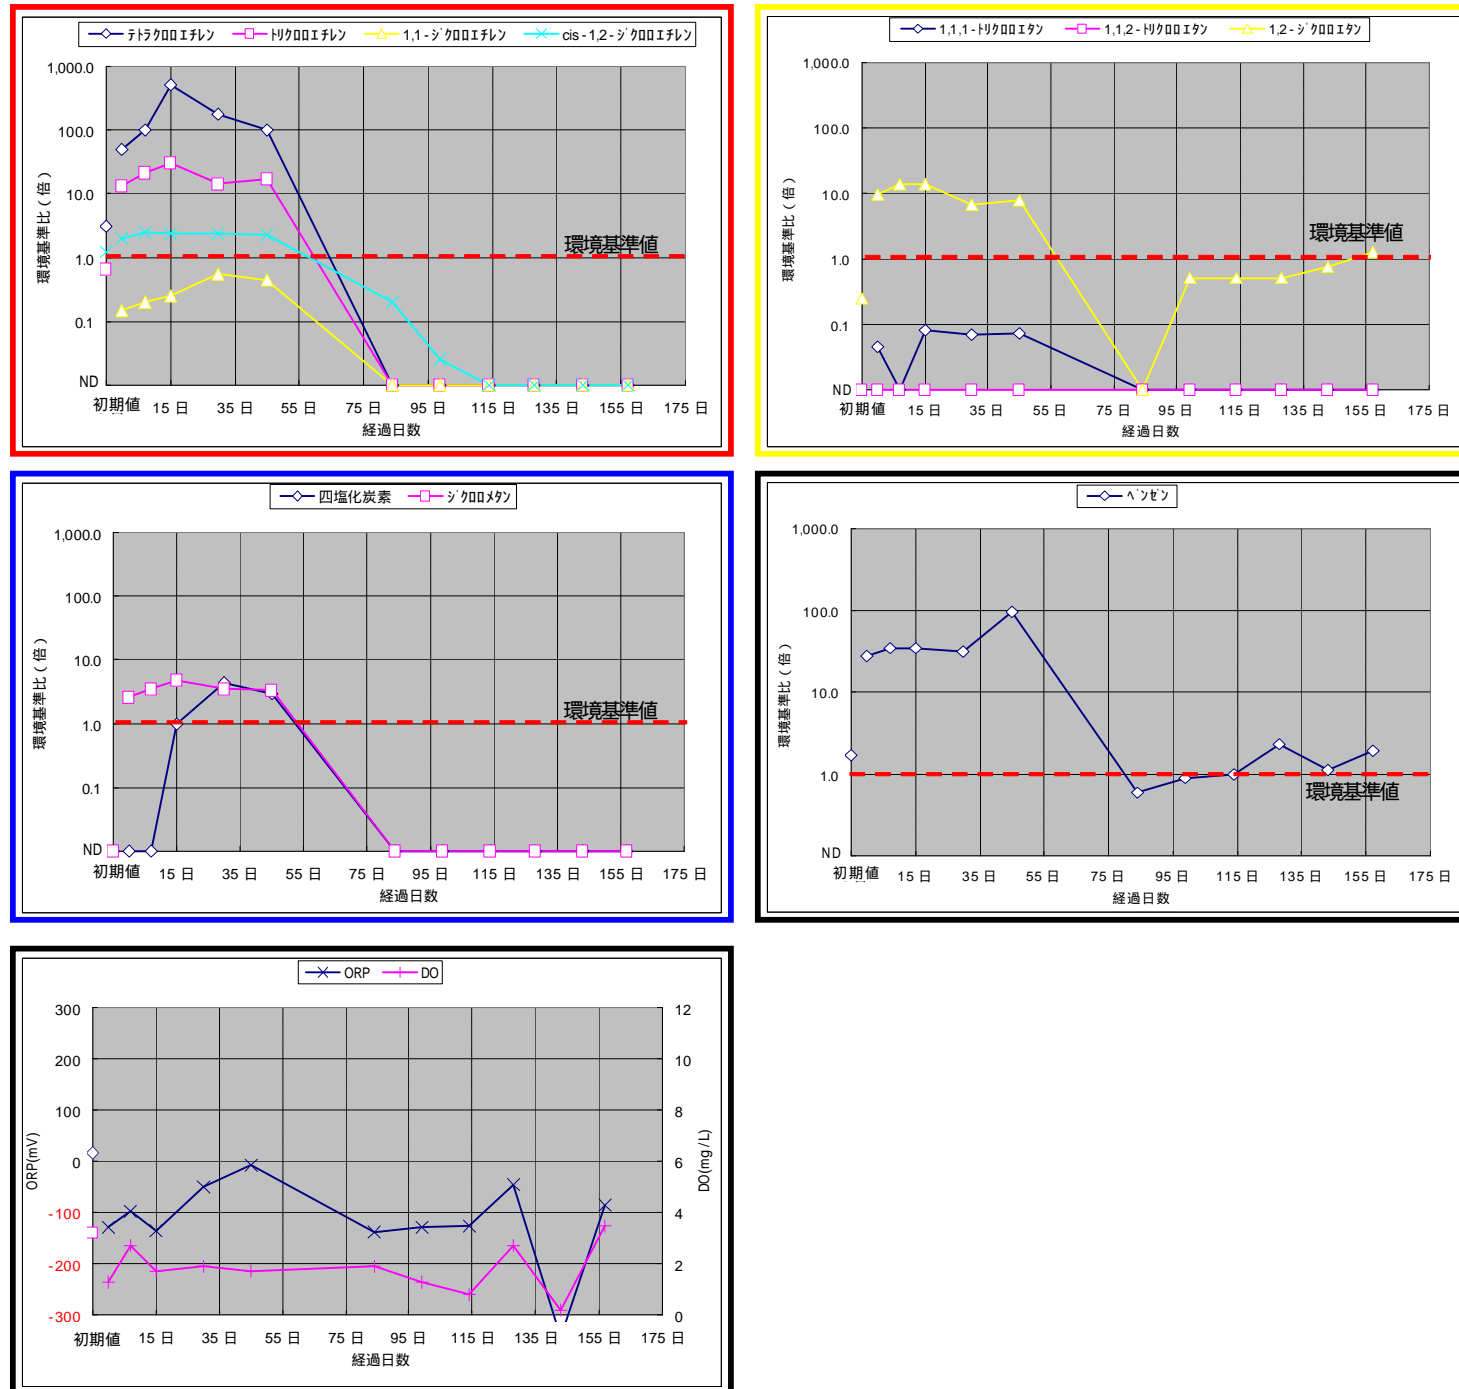 テトラクロロエチレン トリクロロエチレン 1,1-ジクロロエチレン cis-1,2-ジクロロエチレン
1,000.0
100.0
10.0
1.0
0.1
ND
環境基準比(倍)
環境基準値
初期値 15日 35日 55日 75日 95日 115日 135日 155日 175日
経過日数
1,1,1-トリクロロエタン 1,1,2-トリクロロエタン 1,2-ジクロロエタン
1,000.0
100.0
10.0
1.0
0.1
ND
環境基準比(倍)
環境基準値
初期値 15日 35日 55日 75日 95日 115日 135日 155日 175日
経過日数
四塩化炭素 ジクロロメタン
1,000.0
100.0
10.0
1.0
0.1
ND
環境基準比(倍)
環境基準値
初期値 15日 35日 55日 75日 95日 115日 135日 155日 175日
経過日数
ベンゼン
1,000.0
100.0
10.0
1.0
ND
環境基準比(倍)
環境基準値
初期値 15日 35日 55日 75日 95日 115日 135日 155日 175日
経過日数
ORP DO
300
200
100
0
-100
-200
-300
ORP(mV)
12
10
8
6
4
2
0
DO(mg/L)
初期値 15日 35日 55日 75日 95日 115日 135日 155日 175日
経過日数